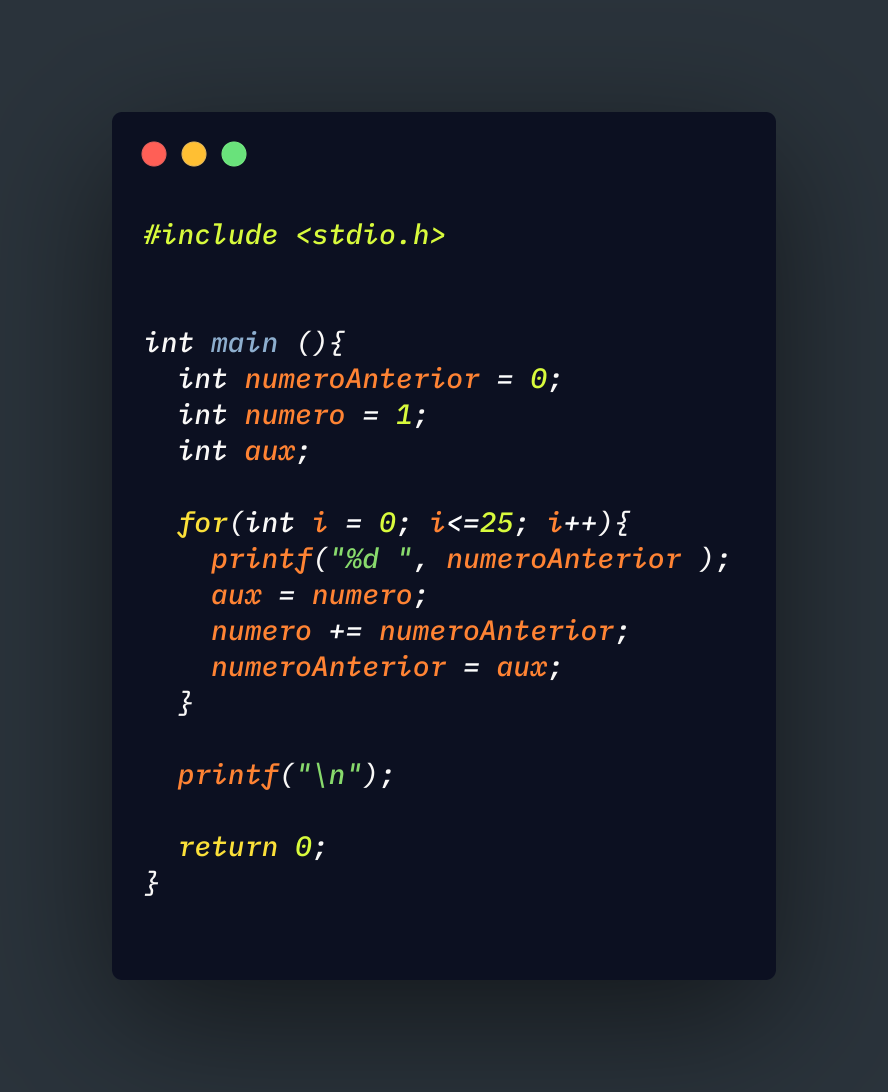 #include <stdio.h>
int main (){
  int numeroAnterior = 0;
  int numero = 1;
  int aux;
  for(int i = 0; i<=25; i++){
    printf("%d ", numeroAnterior );
    aux = numero;
    numero += numeroAnterior;
    numeroAnterior = aux;
  }
  printf("\n");
  return 0;
}